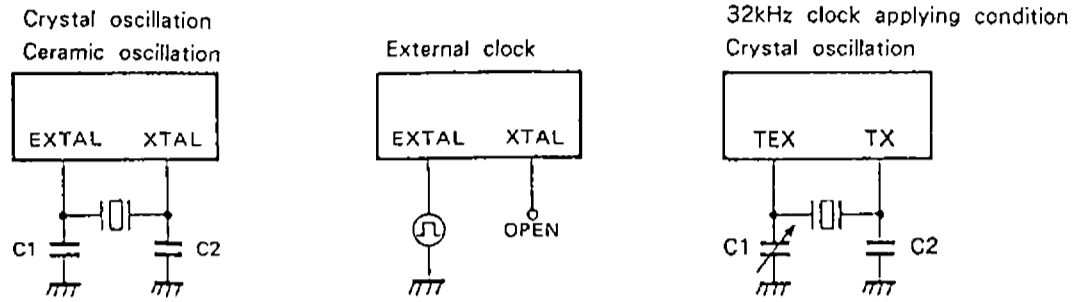 Crystal oscillation
Ceramic oscillation
EXTAL XTAL
C1 C2
External clock
EXTAL XTAL
OPEN
32kHz clock applying condition
Crystal oscillation
TEX TX
C1 C2